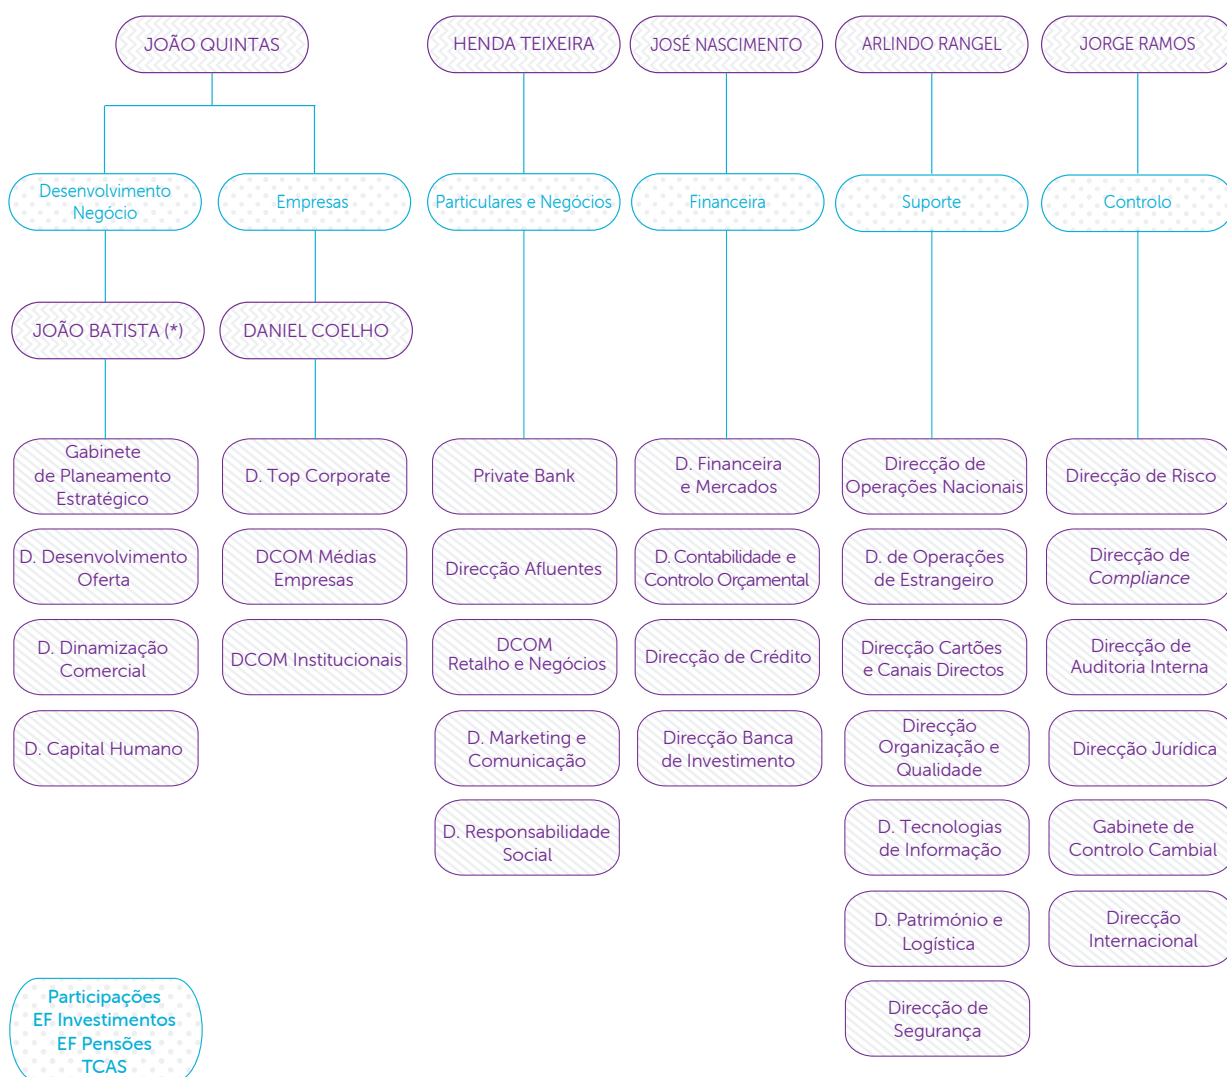 JOÃO QUINTAS
HENDA TEIXEIRA
JOSÉ NASCIMENTO
ARLINDO RANGEL
JORGE RAMOS
Desenvolvimento
Negócio
Empresas
Particulares e Negócios
Financeira
Suporte
Controlo
JOÃO BATISTA (*)
DANIEL COELHO
Gabinete
de Planeamento
Estratégico
D. Top Corporate
Private Bank
D. Financeira
e Mercados
Direcção de
Operações Nacionais
Direcção de Risco
D. Desenvolvimento
Oferta
DCOM Médias
Empresas
Direcção Afluentes
D. Contabilidade e
Controlo Orçamental
D. de Operações
de Estrangeiro
Direcção de
Compliance
D. Dinamização
Comercial
DCOM Institucionais
DCOM
Retalho e Negócios
Direcção de Crédito
Direcção Cartões
e Canais Directos
Direcção de
Auditoria Interna
D. Capital Humano
D. Marketing e
Comunicação
Direcção Banca
de Investimento
Direcção
Organização e
Qualidade
Direcção Jurídica
D. Responsabilidade
Social
D. Tecnologias
de Informação
Gabinete de
Controlo Cambial
D. Património e
Logística
Direcção
Internacional
Direcção de
Segurança
Participações
EF Investimentos
EF Pensões
TCAS